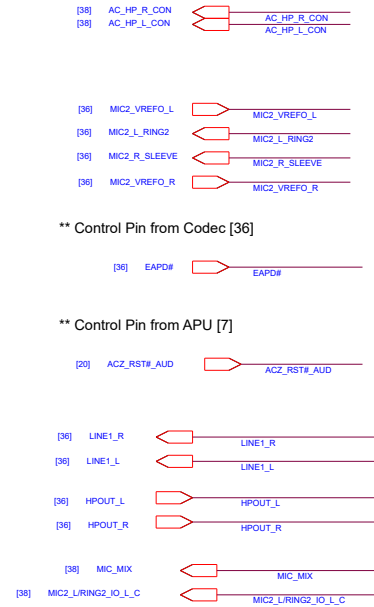 [38] AC_HP_R_CON AC_HP_R_CON
[38] AC_HP_L_CON AC_HP_L_CON
[36] MIC2_VREFO_L MIC2_VREFO_L
[36] MIC2_L_RING2 MIC2_L_RING2
[36] MIC2_R_SLEEVE MIC2_R_SLEEVE
[36] MIC2_VREFO_R MIC2_VREFO_R
** Control Pin from Codec [36]
[36] EAPD# EAPD#
** Control Pin from APU [7]
[20] ACZ_RST#_AUD ACZ_RST#_AUD
[36] LINE1_R LINE1_R
[36] LINE1_L LINE1_L
[36] HPOUT_L HPOUT_L
[36] HPOUT_R HPOUT_R
[38] MIC_MIX MIC_MIX
[38] MIC2_L/RING2_IO_L_C MIC2_L/RING2_IO_L_C